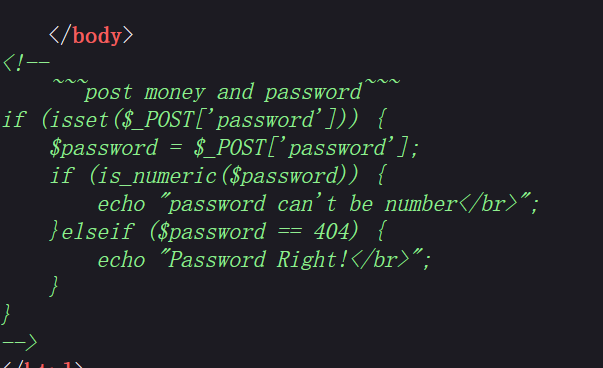 </body>
<!--
~~~post money and password~~~
if (isset($_POST['password'])) {
$password = $_POST['password'];
if (is_numeric($password)) {
echo "password can't be number</br>";
}elseif ($password == 404) {
echo "Password Right!</br>";
}
}
-->
</html>